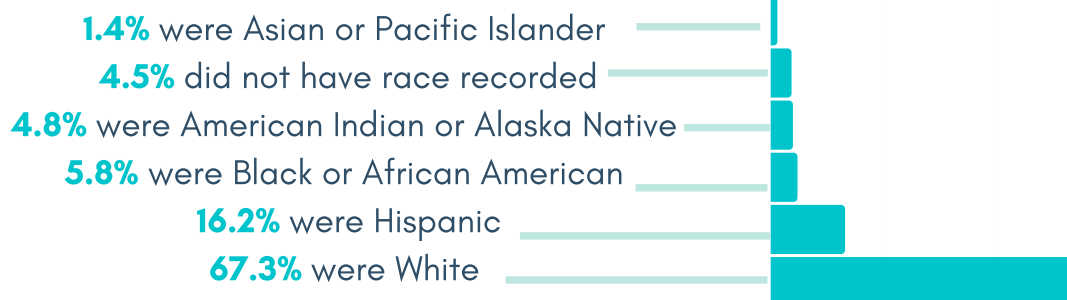 1.4% were Asian or Pacific Islander
4.5% did not have race recorded
4.8% were American Indian or Alaska Native
5.8% were Black or African American
16.2% were Hispanic
67.3% were White